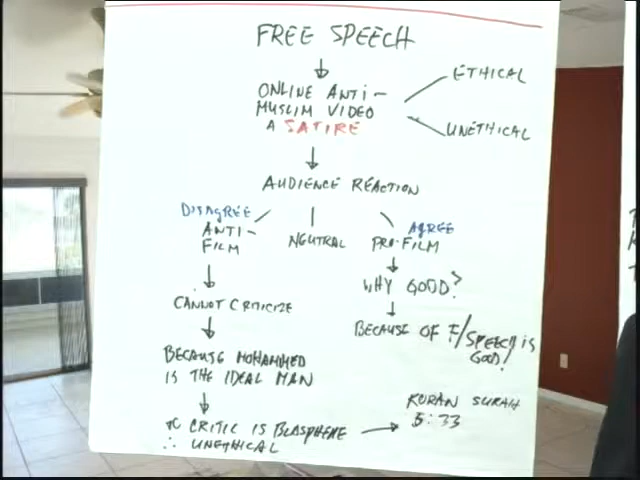 FREE SPEECH
ONLINE ANTI-
MUSLIM VIDEO
A SATIRE
ETHICAL
UNETHICAL
AUDIENCE REACTION
DISAGREE
ANTI-
FILM
NEUTRAL
AGREE
PRO-FILM
CANNOT CRITICIZE
WHY GOOD?
BECAUSE OF F/SPEECH IS
GOOD!
BECAUSE MOHAMMED
IS THE IDEAL MAN
TO CRITIC IS BLASPHEME
∴ UNETHICAL
KORAN SURAH
5:33